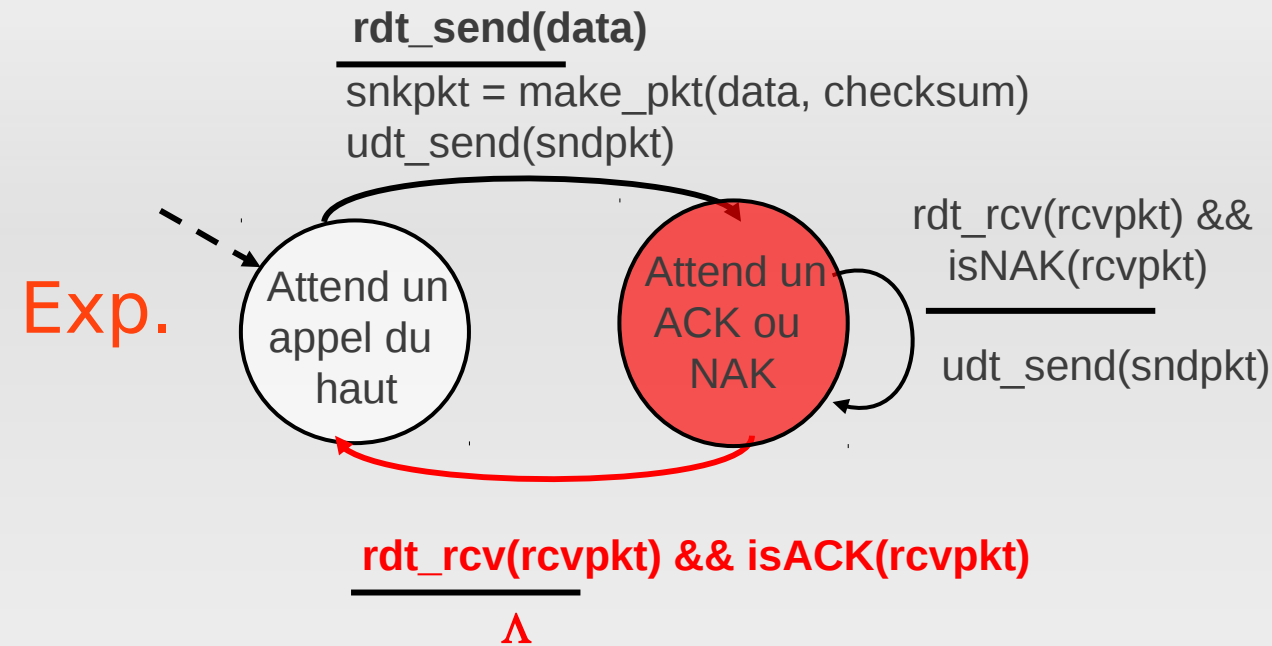 rdt_send(data)
snkpkt = make_pkt(data, checksum)
udt_send(sndpkt)
Exp.
Attend un
appel du
haut
Attend un
ACK ou
NAK
rdt_rcv(rcvpkt) &&
isNAK(rcvpkt)
udt_send(sndpkt)
rdt_rcv(rcvpkt) && isACK(rcvpkt)
Λ